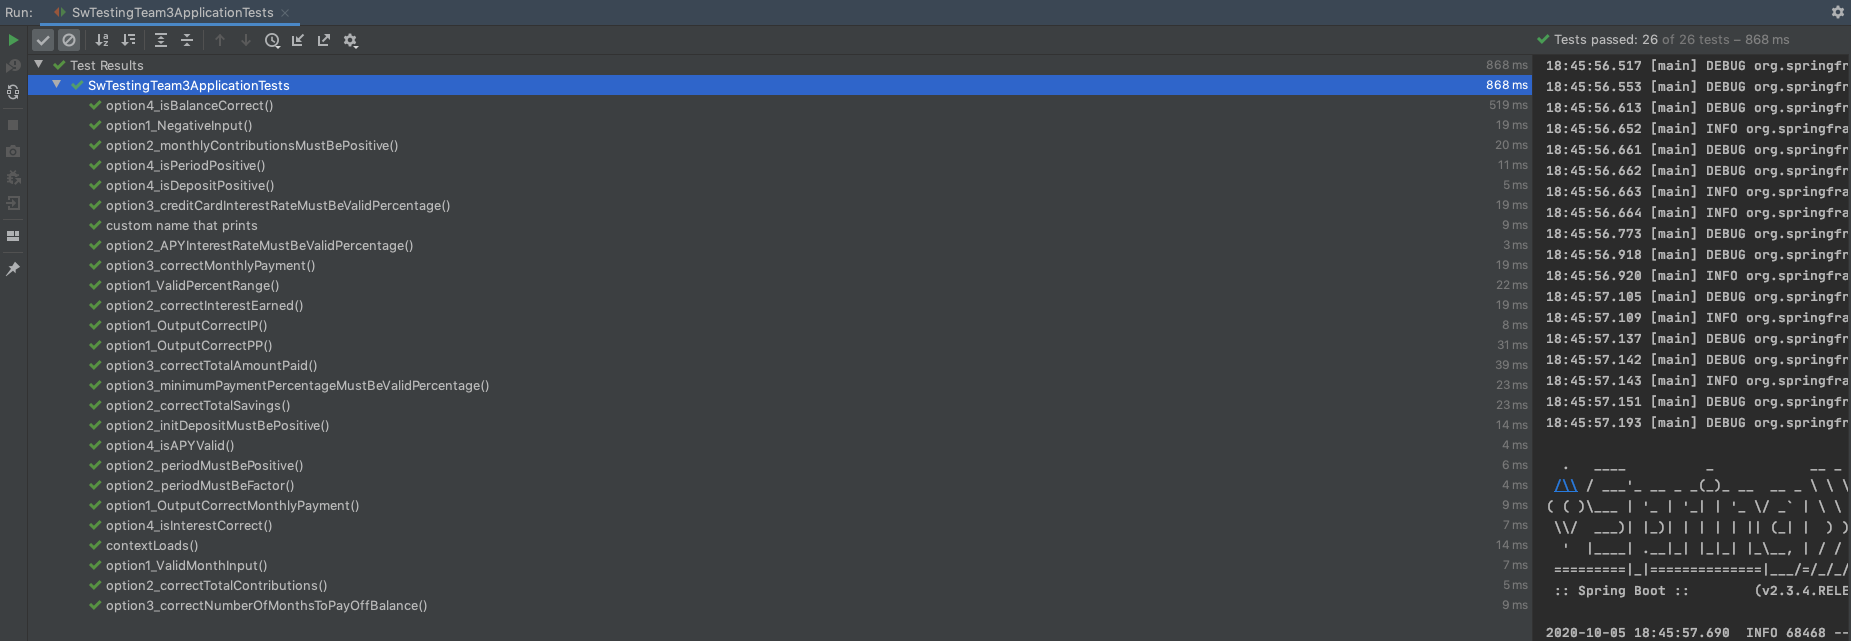 Run: SwTestingTeam3ApplicationTests ×
Tests passed: 26 of 26 tests – 868 ms
Test Results 868 ms
SwTestingTeam3ApplicationTests 868 ms
option4_isBalanceCorrect() 519 ms
option1_NegativeInput() 19 ms
option2_monthlyContributionsMustBePositive() 20 ms
option4_isPeriodPositive() 11 ms
option4_isDepositPositive() 5 ms
option3_creditCardInterestRateMustBeValidPercentage() 19 ms
custom name that prints 9 ms
option2_APYInterestRateMustBeValidPercentage() 3 ms
option3_correctMonthlyPayment() 19 ms
option1_ValidPercentRange() 22 ms
option2_correctInterestEarned() 19 ms
option1_OutputCorrectIP() 8 ms
option1_OutputCorrectPP() 31 ms
option3_correctTotalAmountPaid() 39 ms
option3_minimumPaymentPercentageMustBeValidPercentage() 23 ms
option2_correctTotalSavings() 23 ms
option2_initDepositMustBePositive() 14 ms
option4_isAPYValid() 4 ms
option2_periodMustBePositive() 6 ms
option2_periodMustBeFactor() 4 ms
option1_OutputCorrectMonthlyPayment() 9 ms
option4_isInterestCorrect() 7 ms
contextLoads() 14 ms
option1_ValidMonthInput() 7 ms
option2_correctTotalContributions() 5 ms
option3_correctNumberOfMonthsToPayOffBalance() 9 ms
18:45:56.517 [main] DEBUG org.springfr
18:45:56.553 [main] DEBUG org.springfr
18:45:56.613 [main] DEBUG org.springfr
18:45:56.652 [main] INFO org.springfra
18:45:56.661 [main] DEBUG org.springfr
18:45:56.662 [main] DEBUG org.springfr
18:45:56.663 [main] INFO org.springfra
18:45:56.664 [main] INFO org.springfra
18:45:56.773 [main] DEBUG org.springfr
18:45:56.918 [main] DEBUG org.springfr
18:45:56.920 [main] INFO org.springfra
18:45:57.105 [main] DEBUG org.springfr
18:45:57.109 [main] INFO org.springfra
18:45:57.137 [main] DEBUG org.springfr
18:45:57.142 [main] DEBUG org.springfr
18:45:57.143 [main] INFO org.springfra
18:45:57.151 [main] DEBUG org.springfr
18:45:57.193 [main] DEBUG org.springfr
:: Spring Boot :: (v2.3.4.RELE
2020-10-05 18:45:57.690 INFO 68468 --